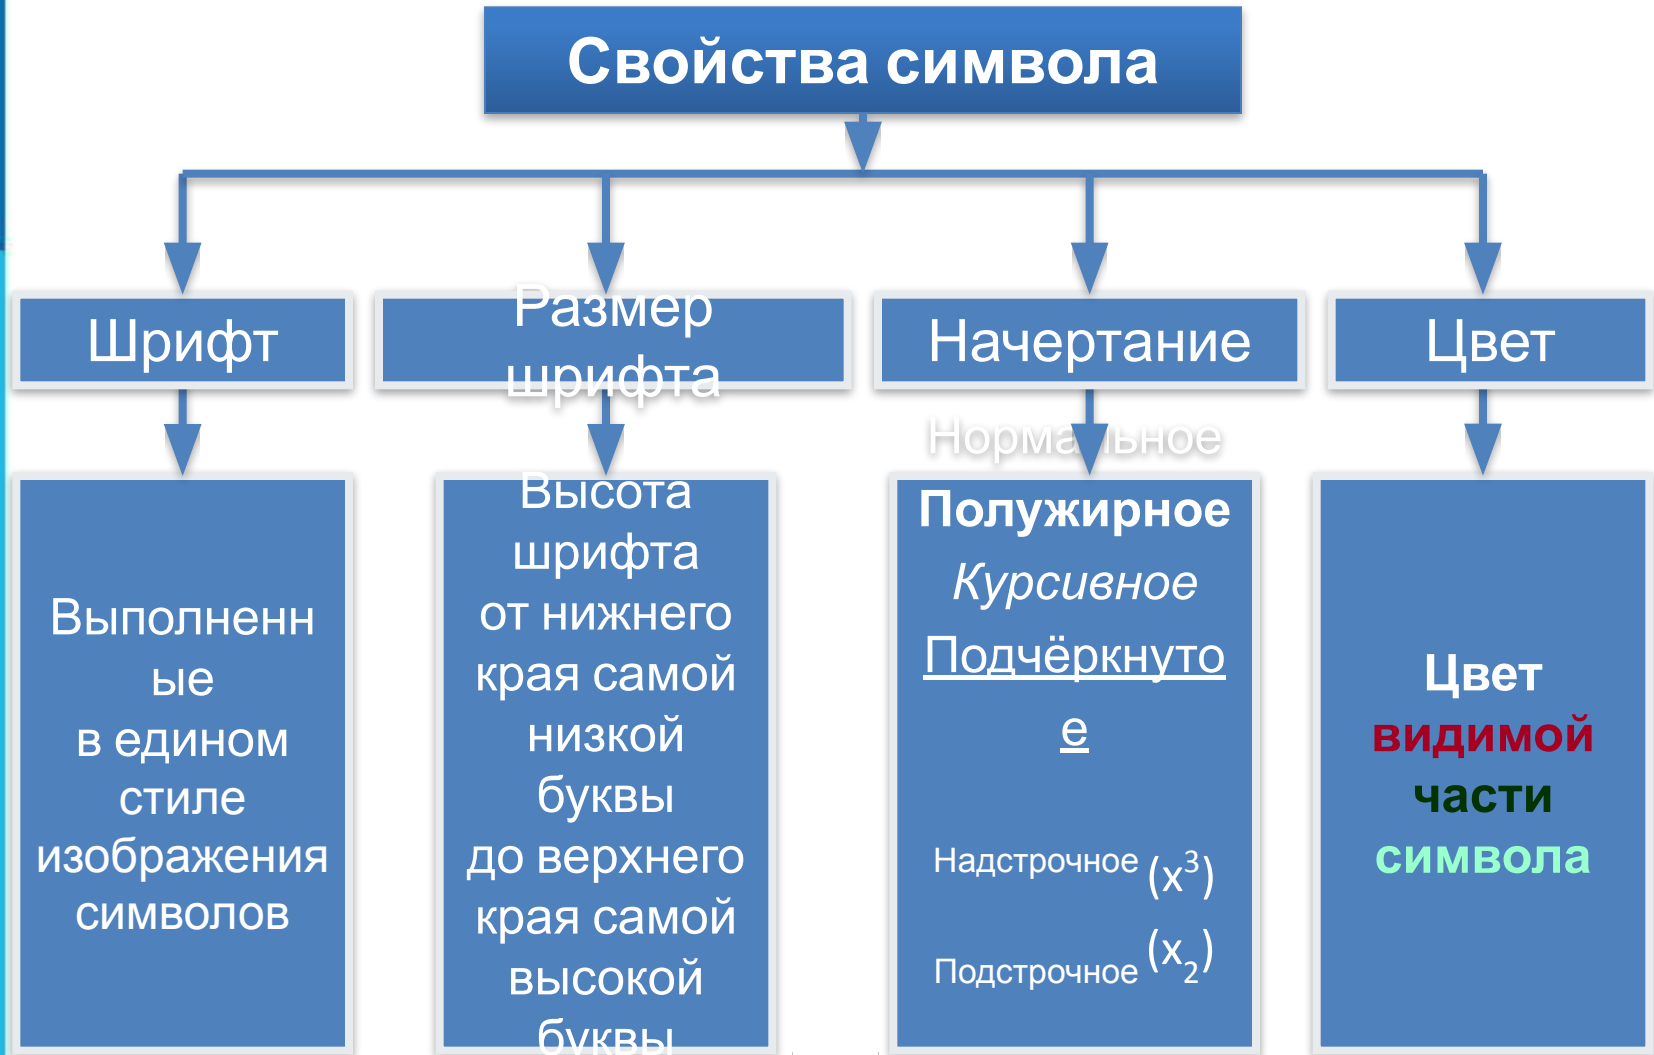 Свойства символа
Шрифт
Размер
шрифта
Начертание
Цвет
Выполненн
ые
в едином
стиле
изображения
символов
Высота
шрифта
от нижнего
края самой
низкой
буквы
до верхнего
края самой
высокой
буквы
Нормальное
Полужирное
Курсивное
Подчёркнуто
е
Надстрочное (x³)
Подстрочное (x₂)
Цвет
видимой
части
символа